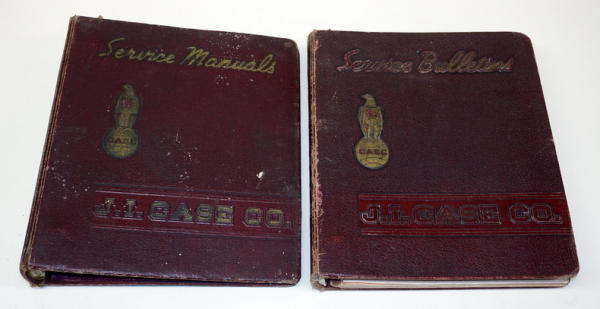 Service Manuals
CASE
J.I. CASE CO.
Service Bulletins
CASE
J.I. CASE CO.